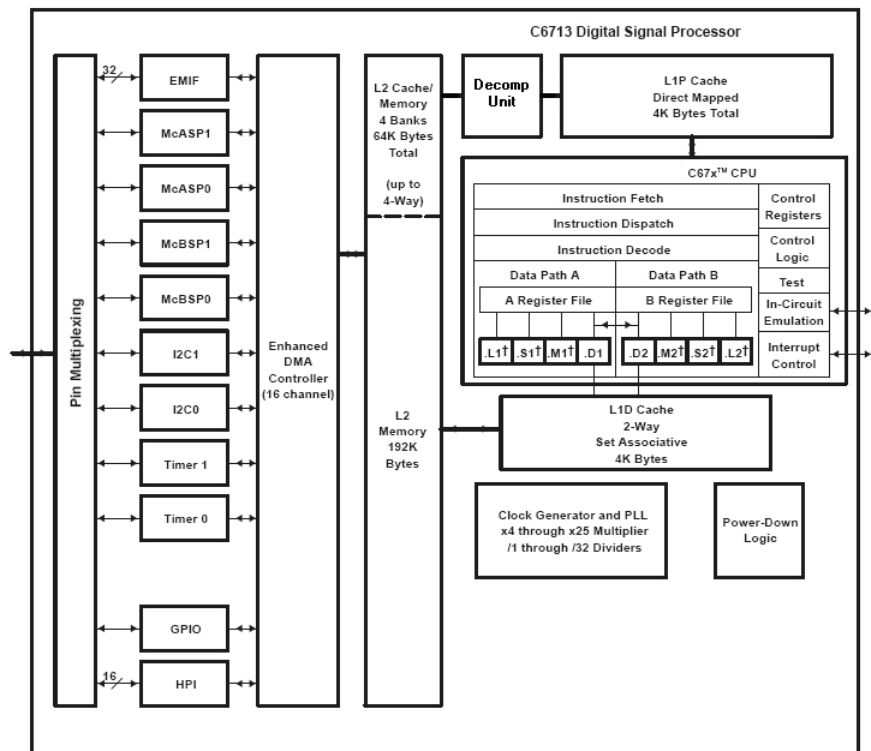 C6713 Digital Signal Processor
Pin Multiplexing
32
EMIF
McASP1
McASP0
McBSP1
McBSP0
I2C1
I2C0
Timer 1
Timer 0
GPIO
16
HPI
Enhanced
DMA
Controller
(16 channel)
L2 Cache/
Memory
4 Banks
64K Bytes
Total
(up to
4-Way)
L2
Memory
192K
Bytes
Decomp
Unit
L1P Cache
Direct Mapped
4K Bytes Total
C67x™ CPU
Instruction Fetch
Instruction Dispatch
Instruction Decode
Data Path A
Data Path B
A Register File
B Register File
.L1† .S1† .M1† .D1
.D2 .M2† .S2† .L2†
Control
Registers
Control
Logic
Test
In-Circuit
Emulation
Interrupt
Control
L1D Cache
2-Way
Set Associative
4K Bytes
Clock Generator and PLL
x4 through x25 Multiplier
/1 through /32 Dividers
Power-Down
Logic